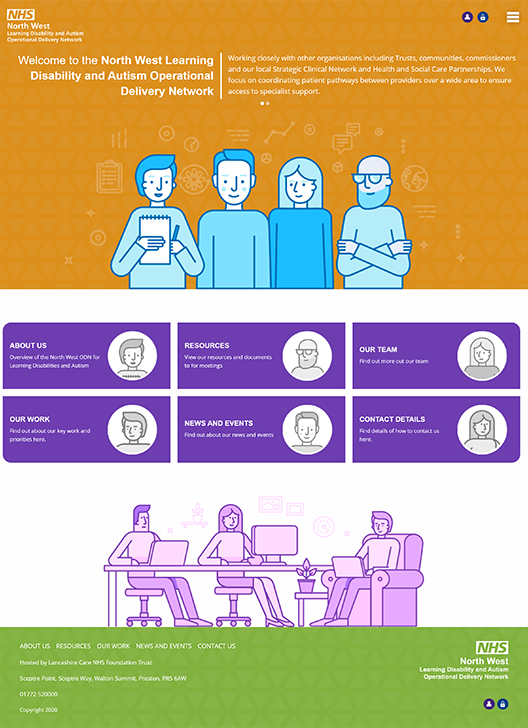 NHS
North West
Learning Disability and Autism
Operational Delivery Network
Welcome to the North West Learning
Disability and Autism Operational
Delivery Network
Working closely with other organisations including Trusts, communities, commissioners
and our local Strategic Clinical Network and Health and Social Care Partnerships. We
focus on coordinating patient pathways between providers over a wide area to ensure
access to specialist support.
ABOUT US
Overview of the North West ODN for
Learning Disabilities and Autism
RESOURCES
View our resources and documents
to for meetings
OUR TEAM
Find out more out our team
OUR WORK
Find out about our key work and
priorities here.
NEWS AND EVENTS
Find out about our news and events
CONTACT DETAILS
Find details of how to contact us
here.
ABOUT US RESOURCES OUR WORK NEWS AND EVENTS CONTACT US
Hosted by Lancashire Care NHS Foundation Trust
Sceptre Point, Sceptre Way, Walton Summit, Preston, PR5 6AW
01772 520000
Copyright 2020
NHS
North West
Learning Disability and Autism
Operational Delivery Network